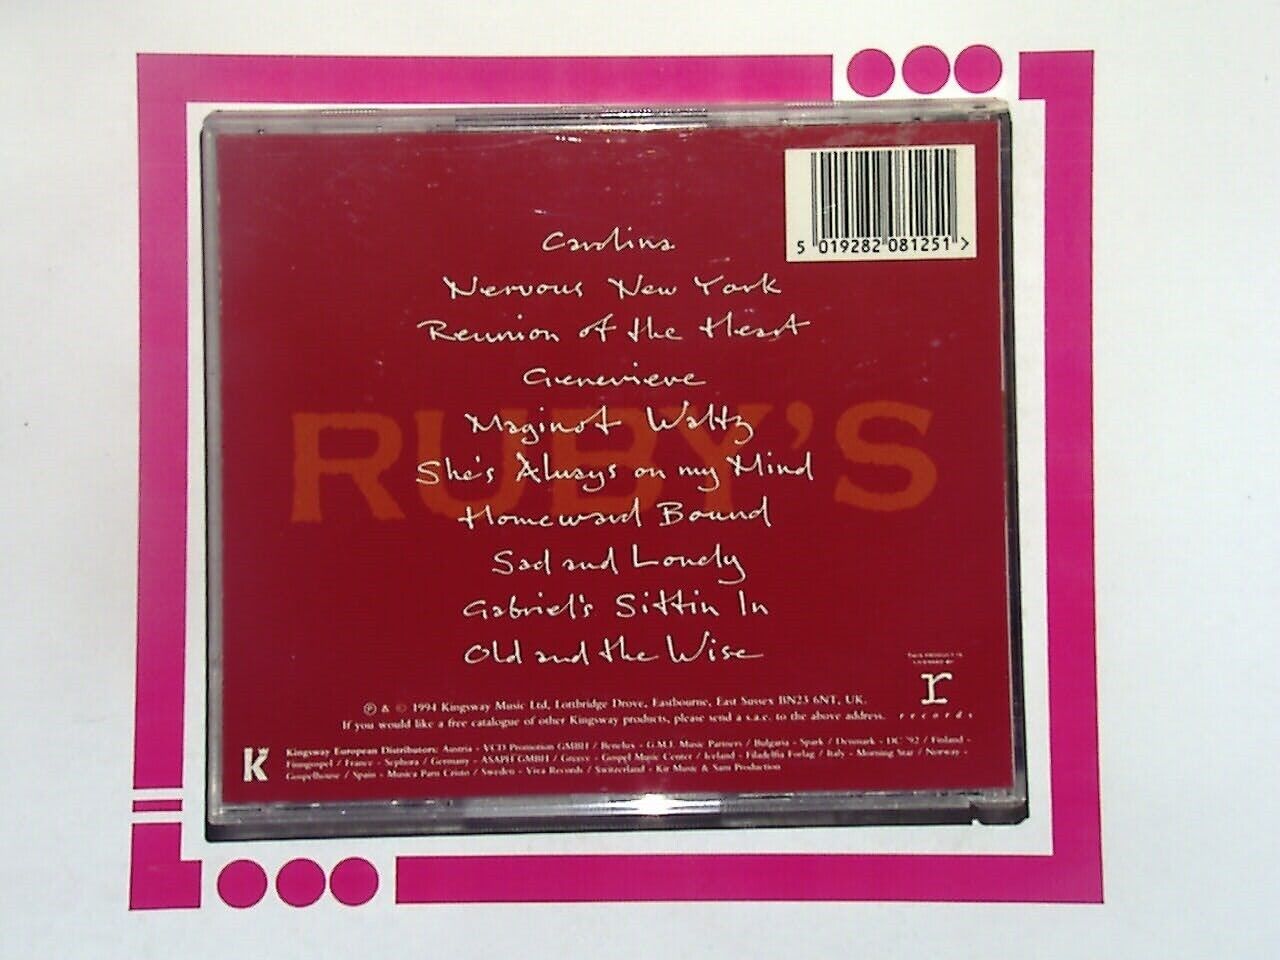 5 019282 081251 >
Carolina
Nervous New York
Reunion of the Heart
Genevieve
Maginot Waltz
RUBY'S
She's Always on my Mind
Homeward Bound
Sad and Lonely
Gabriel's Sittin In
Old and the Wise
THIS PRODUCT IS
LICENSED BY
r
records
℗ & © 1994 Kingsway Music Ltd, Lottbridge Drove, Eastbourne, East Sussex BN23 6NT, UK.
If you would like a free catalogue of other Kingsway products, please send a s.a.e. to the above address.
K
Kingsway European Distributors: Austria - VCD Promotion GMBH / Benelux - G.M.I. Music Partners / Bulgaria - Spark / Denmark - DC '92 / Finland -
Finngospel / France - Sephora / Germany - ASAPH GMBH / Greece - Gospel Music Center / Iceland - Filadelfia Forlag / Italy - Morning Star / Norway -
Gospelhouse / Spain - Musica Para Cristo / Sweden - Viva Records / Switzerland - Kir Music & Sam Production